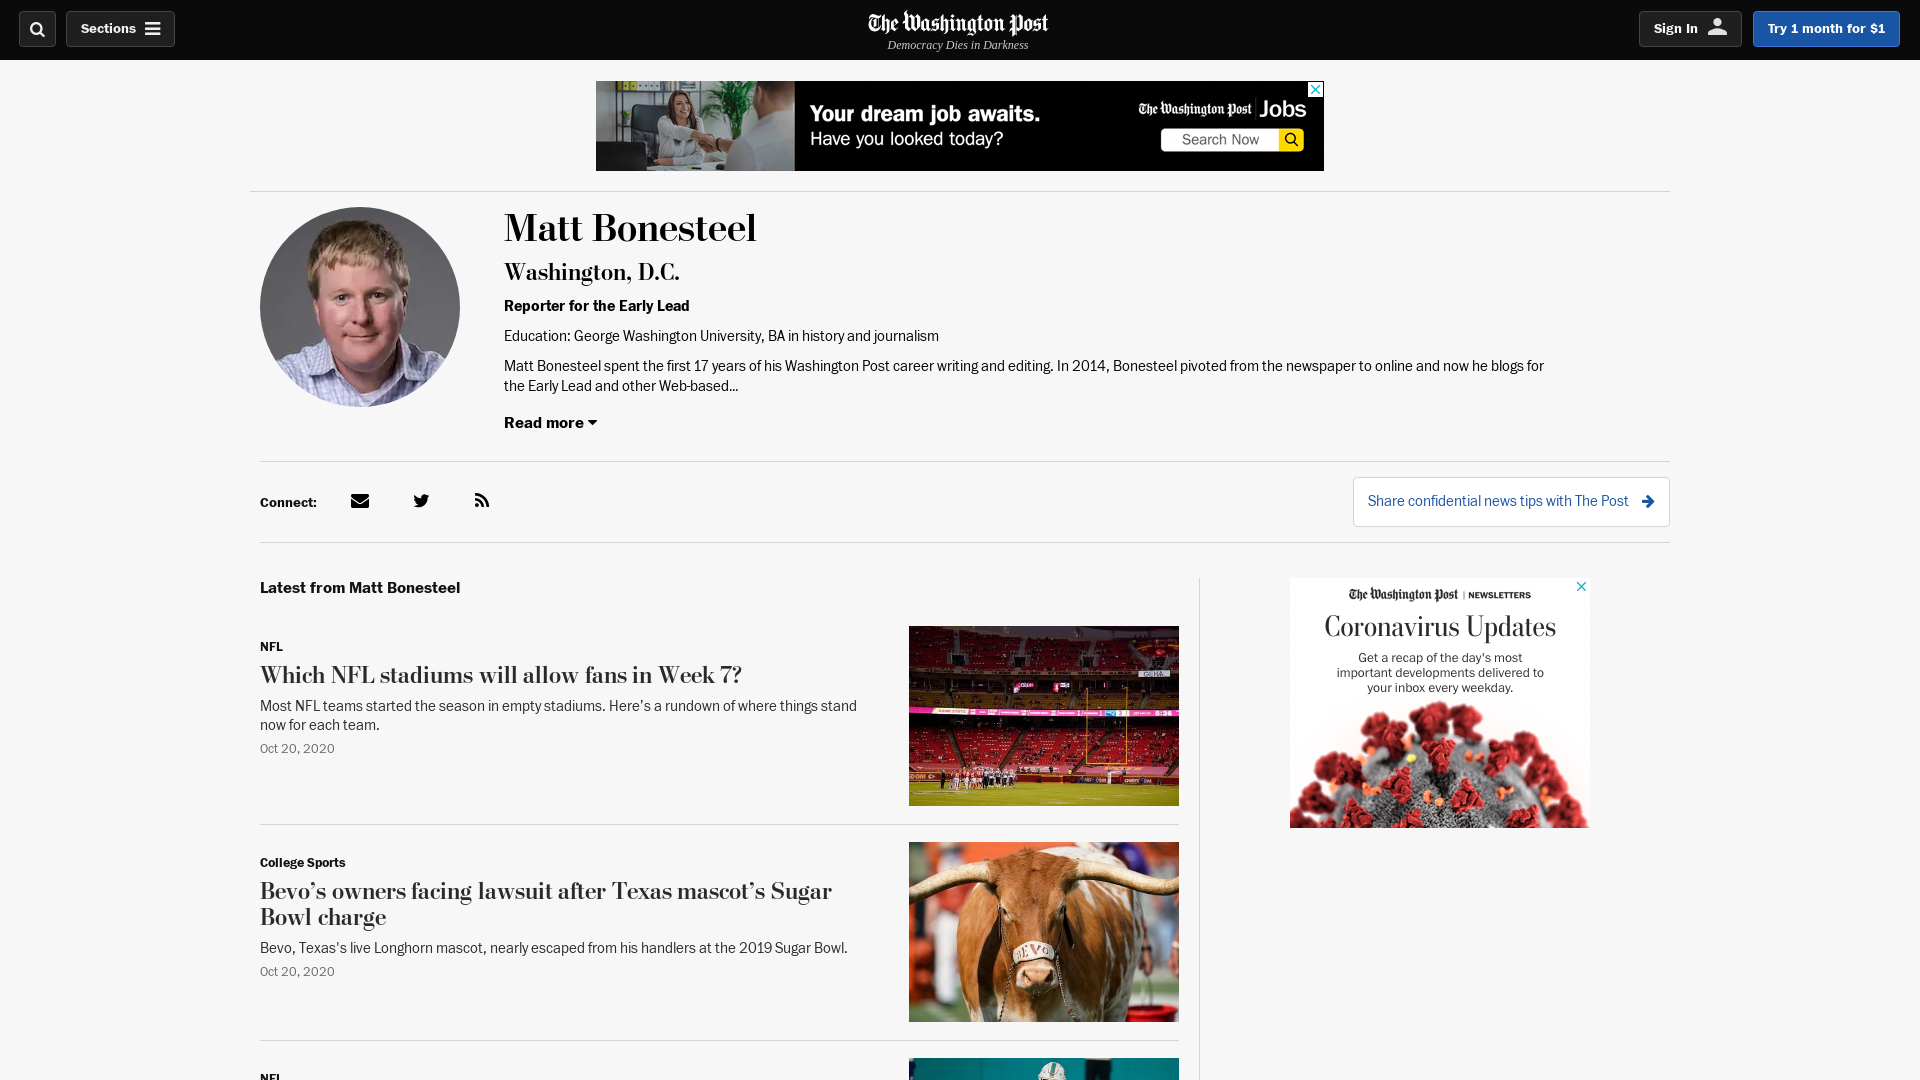 Sections
The Washington Post
Democracy Dies in Darkness
Sign In
Try 1 month for $1
Your dream job awaits.
Have you looked today?
The Washington Post Jobs
Search Now
Matt Bonesteel
Washington, D.C.
Reporter for the Early Lead
Education: George Washington University, BA in history and journalism
Matt Bonesteel spent the first 17 years of his Washington Post career writing and editing. In 2014, Bonesteel pivoted from the newspaper to online and now he blogs for
the Early Lead and other Web-based...
Read more
Connect:
Share confidential news tips with The Post
Latest from Matt Bonesteel
NFL
Which NFL stadiums will allow fans in Week 7?
Most NFL teams started the season in empty stadiums. Here’s a rundown of where things stand
now for each team.
Oct 20, 2020
GEHA
College Sports
Bevo’s owners facing lawsuit after Texas mascot’s Sugar
Bowl charge
Bevo, Texas's live Longhorn mascot, nearly escaped from his handlers at the 2019 Sugar Bowl.
Oct 20, 2020
BEVO
NFL
The Washington Post | NEWSLETTERS
Coronavirus Updates
Get a recap of the day's most
important developments delivered to
your inbox every weekday.